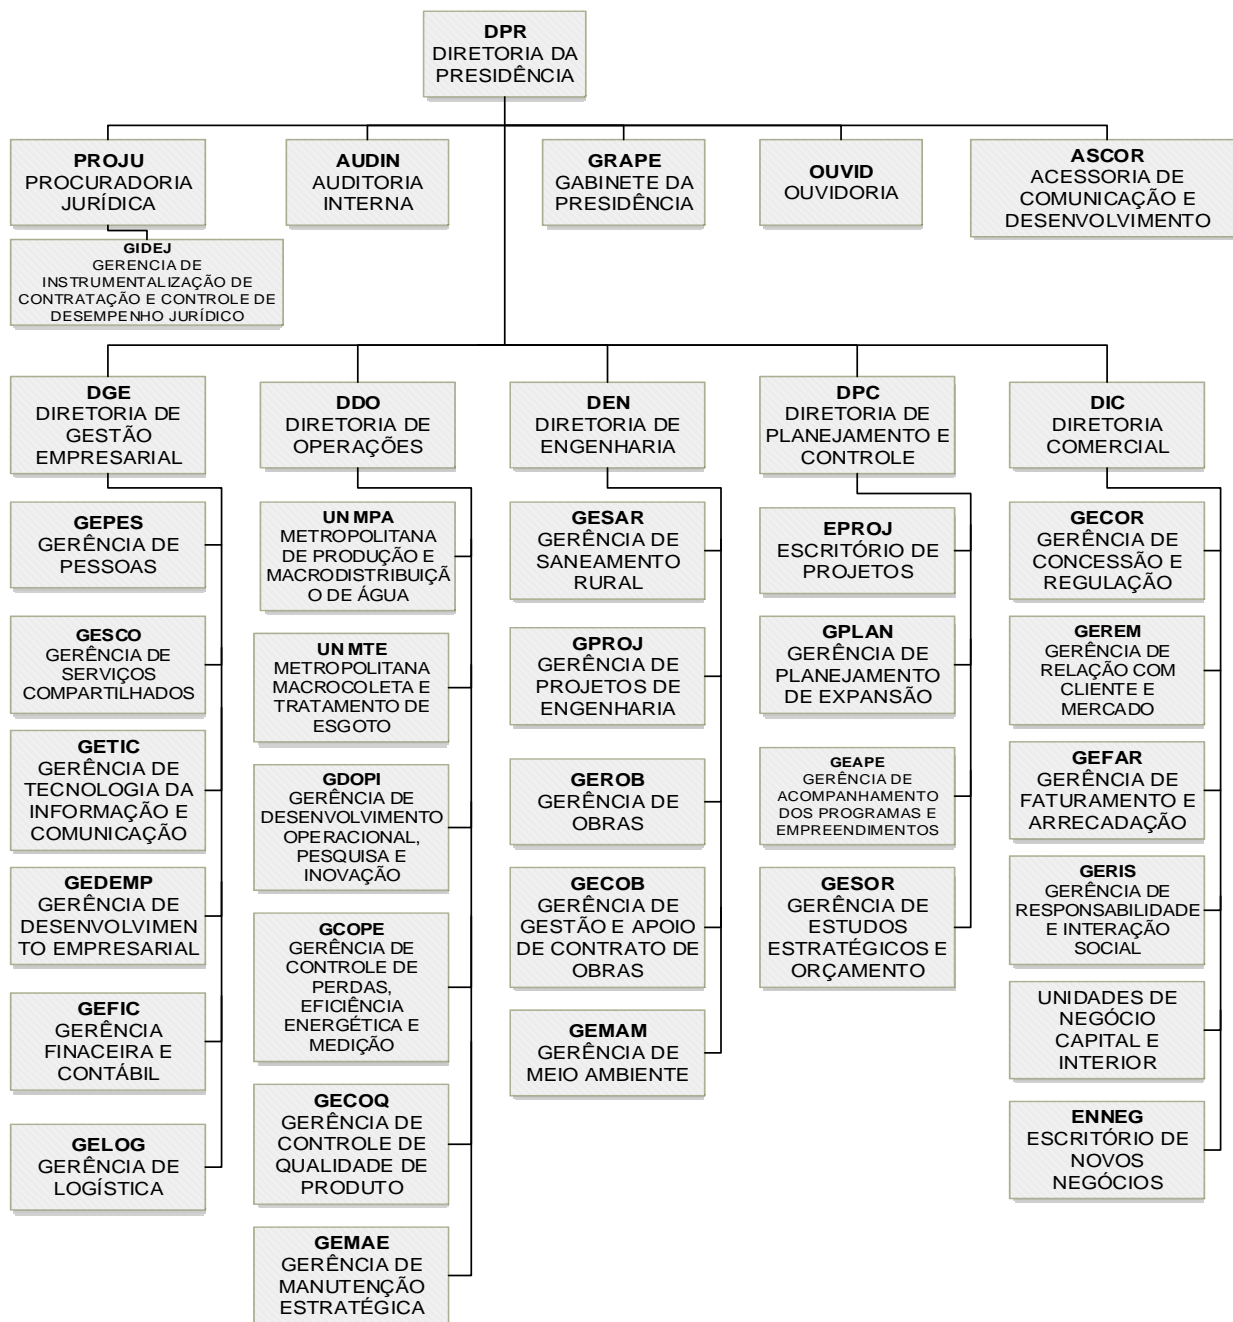 DPR
DIRETORIA DA
PRESIDÊNCIA
PROJU
PROCURADORIA
JURÍDICA
AUDIN
AUDITORIA
INTERNA
GRAPE
GABINETE DA
PRESIDÊNCIA
OUVID
OUVIDORIA
ASCOR
ACESSORIA DE
COMUNICAÇÃO E
DESENVOLVIMENTO
GIDEJ
GERENCIA DE
INSTRUMENTALIZAÇÃO DE
CONTRATAÇÃO E CONTROLE DE
DESEMPENHO JURÍDICO
DGE
DIRETORIA DE
GESTÃO
EMPRESARIAL
GEPES
GERÊNCIA DE
PESSOAS
GESCO
GERÊNCIA DE
SERVIÇOS
COMPARTILHADOS
GETIC
GERÊNCIA DE
TECNOLOGIA DA
INFORMAÇÃO E
COMUNICAÇÃO
GEDEMP
GERÊNCIA DE
DESENVOLVIMEN
TO EMPRESARIAL
GEFIC
GERÊNCIA
FINACEIRA E
CONTÁBIL
GELOG
GERÊNCIA DE
LOGÍSTICA
DDO
DIRETORIA DE
OPERAÇÕES
UN MPA
METROPOLITANA
DE PRODUÇÃO E
MACRODISTRIBUIÇÃ
O DE ÁGUA
UN MTE
METROPOLITANA
MACROCOLETA E
TRATAMENTO DE
ESGOTO
GDOPI
GERÊNCIA DE
DESENVOLVIMENTO
OPERACIONAL,
PESQUISA E
INOVAÇÃO
GCOPE
GERÊNCIA DE
CONTROLE DE
PERDAS,
EFICIÊNCIA
ENERGÉTICA E
MEDIÇÃO
GECOQ
GERÊNCIA DE
CONTROLE DE
QUALIDADE DE
PRODUTO
GEMAE
GERÊNCIA DE
MANUTENÇÃO
ESTRATÉGICA
DEN
DIRETORIA DE
ENGENHARIA
GESAR
GERÊNCIA DE
SANEAMENTO
RURAL
GPROJ
GERÊNCIA DE
PROJETOS DE
ENGENHARIA
GEROB
GERÊNCIA DE
OBRAS
GECOB
GERÊNCIA DE
GESTÃO E APOIO
DE CONTRATO DE
OBRAS
GEMAM
GERÊNCIA DE
MEIO AMBIENTE
DPC
DIRETORIA DE
PLANEJAMENTO E
CONTROLE
EPROJ
ESCRITÓRIO DE
PROJETOS
GPLAN
GERÊNCIA DE
PLANEJAMENTO
DE EXPANSÃO
GEAPE
GERÊNCIA DE
ACOMPANHAMENTO
DOS PROGRAMAS E
EMPREENDIMENTOS
GESOR
GERÊNCIA DE
ESTUDOS
ESTRATÉGICOS E
ORÇAMENTO
DIC
DIRETORIA
COMERCIAL
GECOR
GERÊNCIA DE
CONCESSÃO E
REGULAÇÃO
GEREM
GERÊNCIA DE
RELAÇÃO COM
CLIENTE E
MERCADO
GEFAR
GERÊNCIA DE
FATURAMENTO E
ARRECADAÇÃO
GERIS
GERÊNCIA DE
RESPONSABILIDADE
E INTERAÇÃO
SOCIAL
UNIDADES DE
NEGÓCIO
CAPITAL E
INTERIOR
ENNEG
ESCRITÓRIO DE
NOVOS
NEGÓCIOS